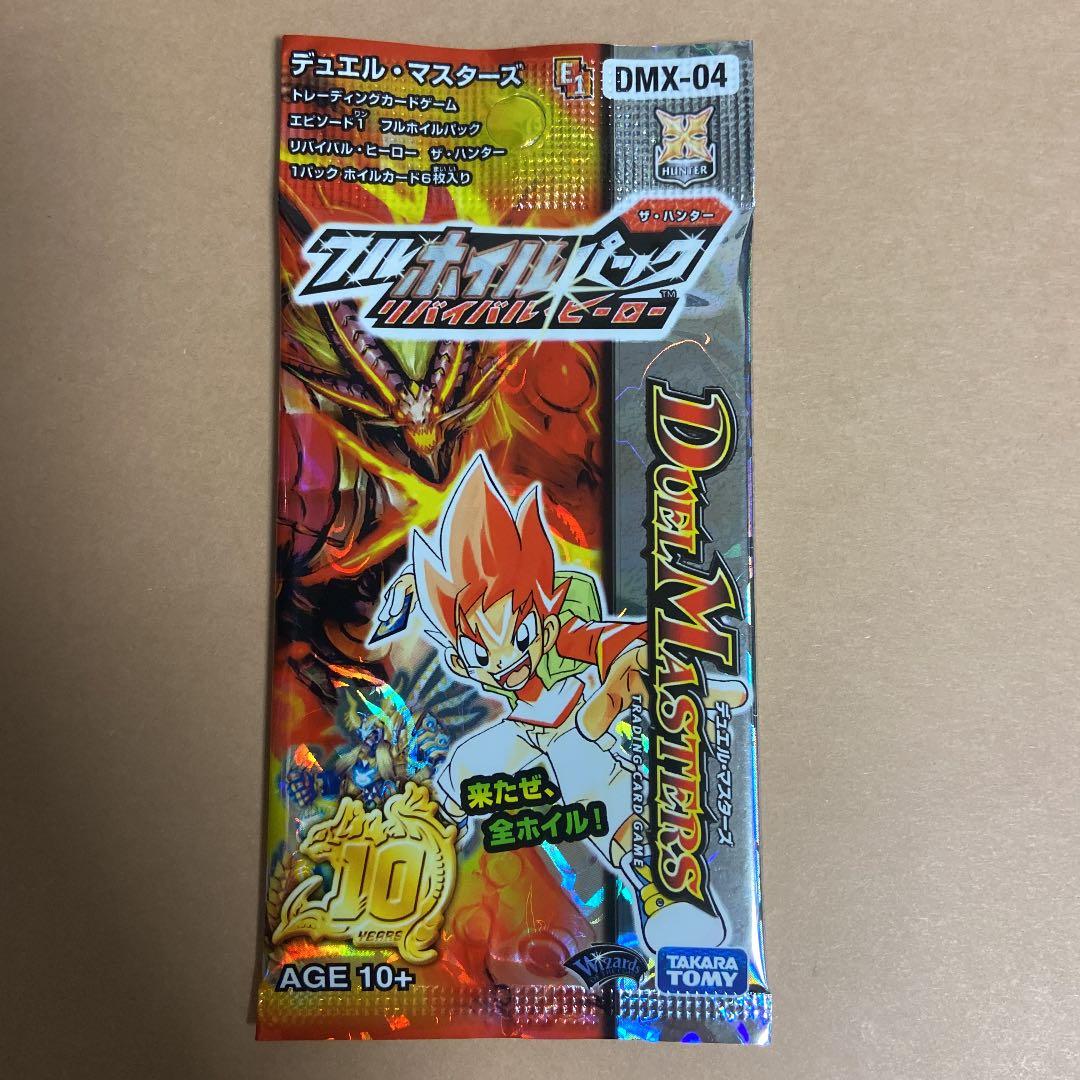 デュエル・マスターズ
トレーディングカードゲーム
エピソード1 フルホイルパック
ワン
リバイバル・ヒーロー ザ・ハンター
1パック ホイルカード6枚入り
まいい
E1
DMX-04
HUNTER
ザ・ハンター
フルホイルパック
リバイバル・ヒーロー
TM
DUEL MASTERS
TRADING CARD GAME
デュエル・マスターズ
来たぜ、
全ホイル!
10
YEARS
AGE 10+
Wizards
TAKARA
TOMY